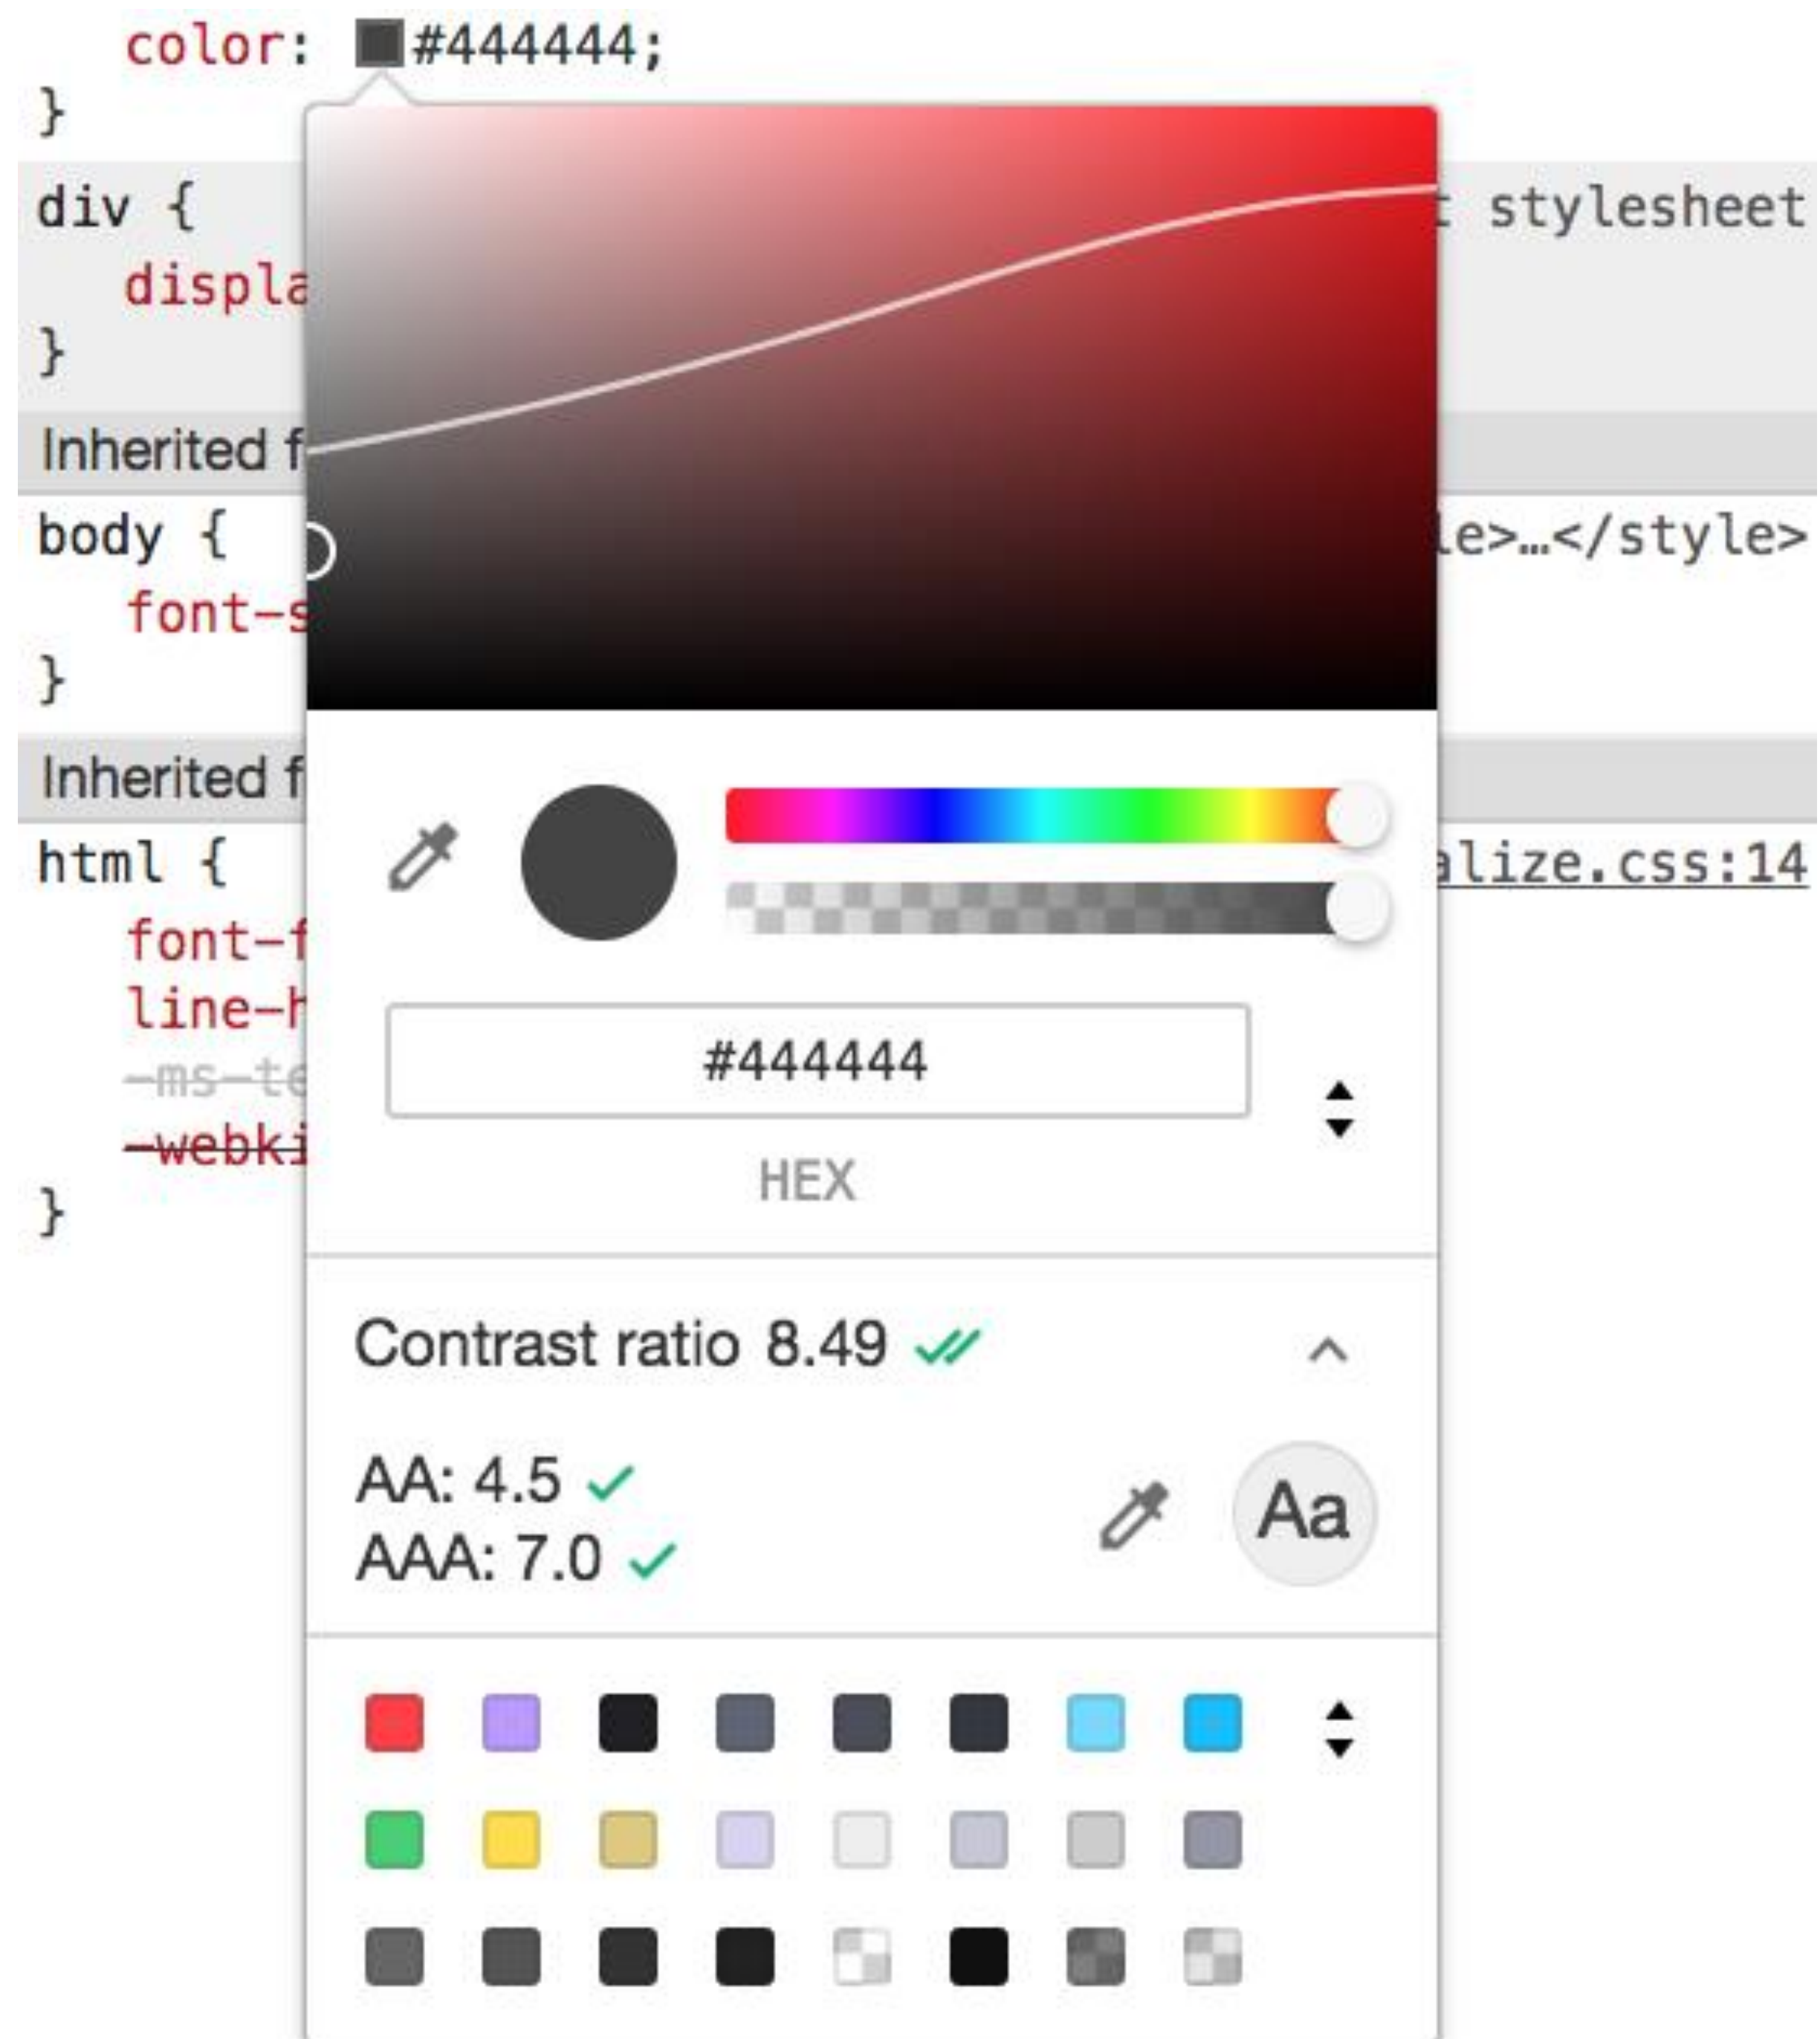 color: #444444;
}
div {
t stylesheet
displa
}
Inherited f
body {
le>…</style>
font-s
}
Inherited f
html {
alize.css:14
font-f
line-h
-ms-te
-webki
}
#444444
HEX
Contrast ratio 8.49
AA: 4.5
AAA: 7.0
Aa